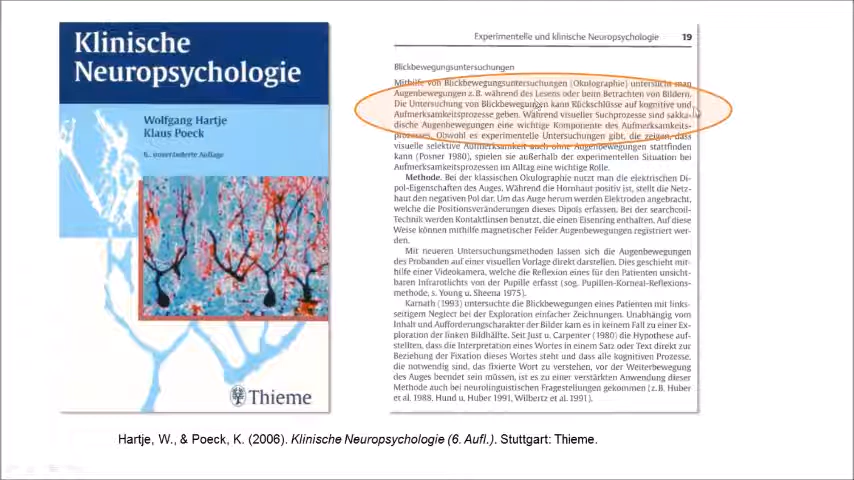 Klinische
Neuropsychologie
Wolfgang Hartje
Klaus Poeck
6., unveränderte Auflage
Thieme
Experimentelle und klinische Neuropsychologie 19
Blickbewegungsuntersuchungen
Mithilfe von Blickbewegungsuntersuchungen (Okulographie) untersucht man
Augenbewegungen z. B. während des Lesens oder beim Betrachten von Bildern.
Die Untersuchung von Blickbewegungen kann Rückschlüsse auf kognitive und
Aufmerksamkeitsprozesse geben. Während visueller Suchprozesse sind sakka-
dische Augenbewegungen eine wichtige Komponente des Aufmerksamkeits-
prozesses. Obwohl es experimentelle Untersuchungen gibt, die zeigen, dass
visuelle selektive Aufmerksamkeit auch ohne Augenbewegungen stattfinden
kann (Posner 1980), spielen sie außerhalb der experimentellen Situation bei
Aufmerksamkeitsprozessen im Alltag eine wichtige Rolle.
Methode. Bei der klassischen Okulographie nutzt man die elektrischen Di-
pol-Eigenschaften des Auges. Während die Hornhaut positiv ist, stellt die Netz-
haut den negativen Pol dar. Um das Auge herum werden Elektroden angebracht,
welche die Positionsveränderungen dieses Dipols erfassen. Bei der searchcoil-
Technik werden Kontaktlinsen benutzt, die einen Eisenring enthalten. Auf diese
Weise können mithilfe magnetischer Felder Augenbewegungen registriert wer-
den.
Mit neueren Untersuchungsmethoden lassen sich die Augenbewegungen
des Probanden auf einer visuellen Vorlage direkt darstellen. Dies geschieht mit-
hilfe einer Videokamera, welche die Reflexion eines für den Patienten unsicht-
baren Infrarotlichts von der Pupille erfasst (sog. Pupillen-Korneal-Reflexions-
methode, s. Young u. Sheena 1975).
Karnath (1993) untersuchte die Blickbewegungen eines Patienten mit links-
seitigem Neglect bei der Exploration einfacher Zeichnungen. Unabhängig vom
Inhalt und Aufforderungscharakter der Bilder kam es in keinem Fall zu einer Ex-
ploration der linken Bildhälfte. Seit Just u. Carpenter (1980) die Hypothese auf-
stellten, dass die Interpretation eines Wortes in einem Satz oder Text direkt zur
Beziehung der Fixation dieses Wortes steht und dass alle kognitiven Prozesse,
die notwendig sind, das fixierte Wort zu verstehen, vor der Weiterbewegung
des Auges beendet sein müssen, ist es zu einer verstärkten Anwendung dieser
Methode auch bei neurolinguistischen Fragestellungen gekommen (z. B. Huber
et al. 1988, Hund u. Huber 1991, Wilbertz et al. 1991).
Hartje, W., & Poeck, K. (2006). Klinische Neuropsychologie (6. Aufl.). Stuttgart: Thieme.